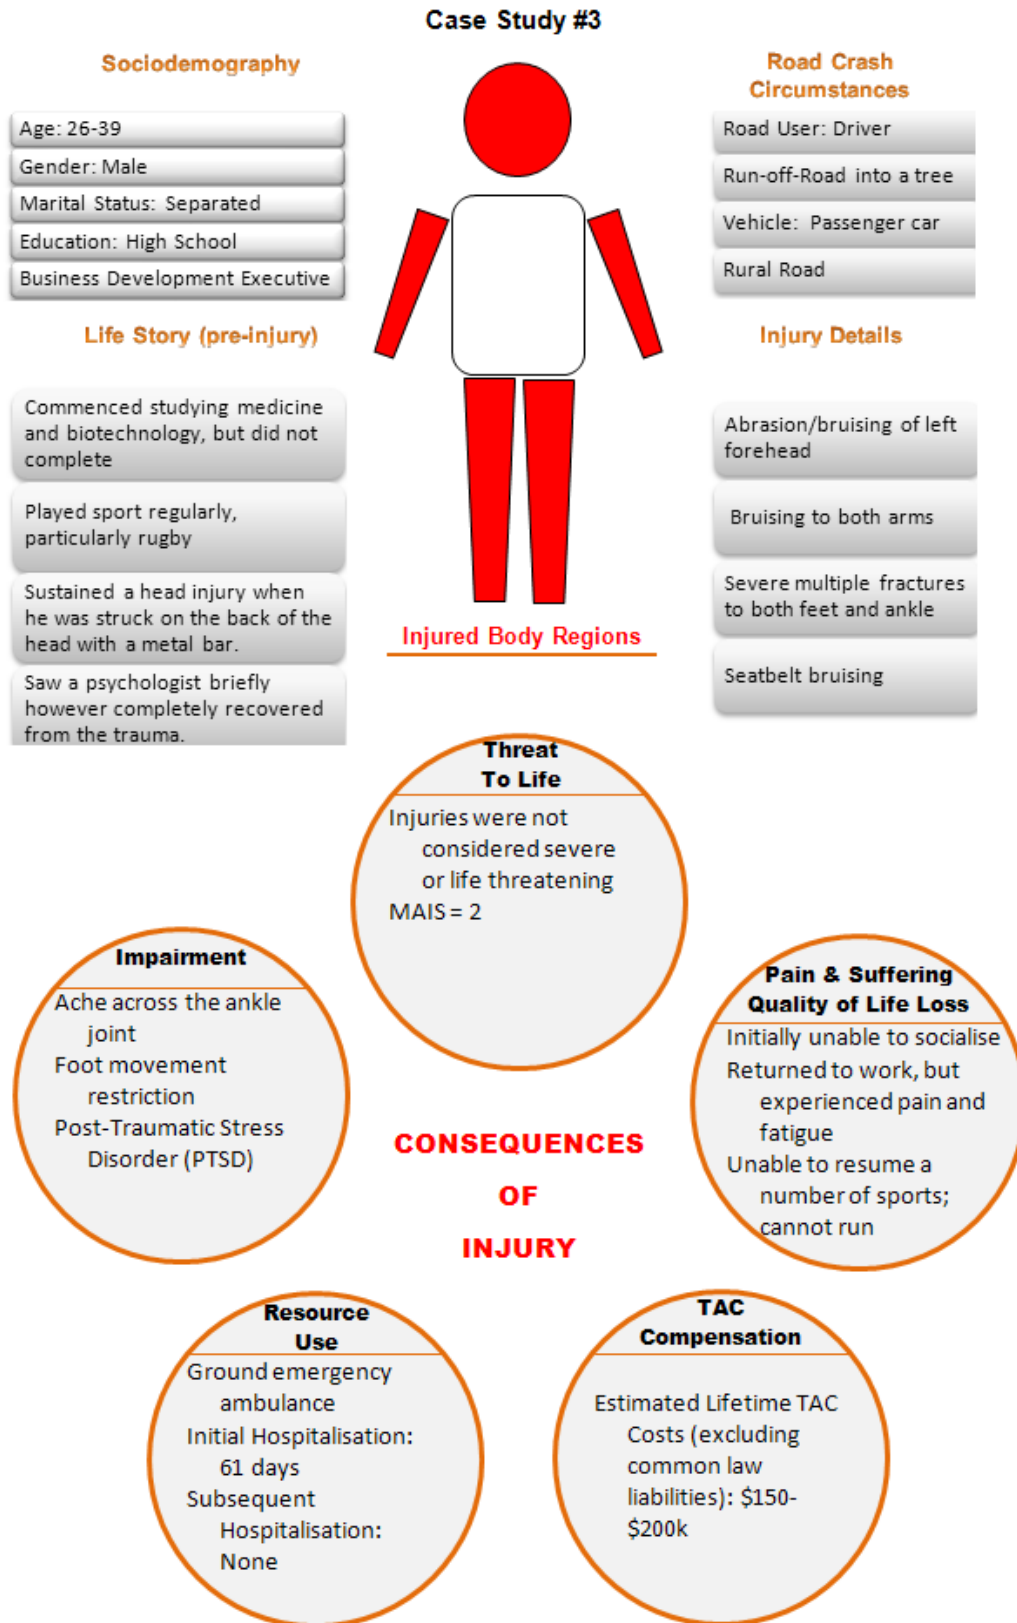 Case Study #3
Sociodemography
Age: 26-39
Gender: Male
Marital Status: Separated
Education: High School
Business Development Executive
Life Story (pre-injury)
Commenced studying medicine
and biotechnology, but did not
complete
Played sport regularly,
particularly rugby
Sustained a head injury when
he was struck on the back of the
head with a metal bar.
Saw a psychologist briefly
however completely recovered
from the trauma.
Road Crash
Circumstances
Road User: Driver
Run-off-Road into a tree
Vehicle: Passenger car
Rural Road
Injury Details
Abrasion/bruising of left
forehead
Bruising to both arms
Severe multiple fractures
to both feet and ankle
Seatbelt bruising
Injured Body Regions
Threat
To Life
Injuries were not
considered severe
or life threatening
MAIS = 2
Impairment
Ache across the ankle
joint
Foot movement
restriction
Post-Traumatic Stress
Disorder (PTSD)
Pain & Suffering
Quality of Life Loss
Initially unable to socialise
Returned to work, but
experienced pain and
fatigue
Unable to resume a
number of sports;
cannot run
CONSEQUENCES
OF
INJURY
Resource
Use
Ground emergency
ambulance
Initial Hospitalisation:
61 days
Subsequent
Hospitalisation:
None
TAC
Compensation
Estimated Lifetime TAC
Costs (excluding
common law
liabilities): $150-
$200k